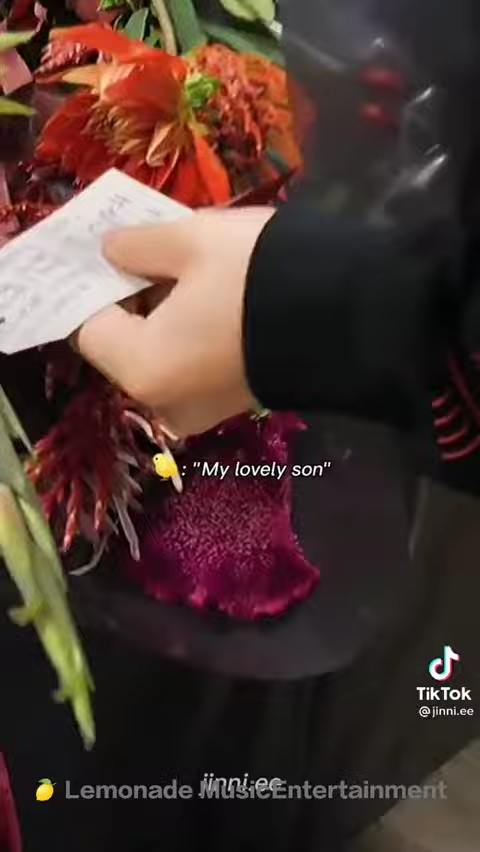 🐤: "My lovely son"
TikTok
@jinni.ee
jinni.ee
🍋 Lemonade MusicEntertainment